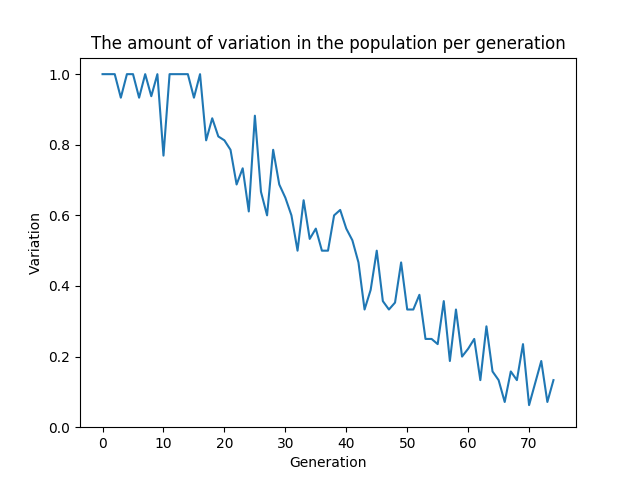 The amount of variation in the population per generation
1.0
0.8
0.6
0.4
0.2
0.0
Variation
0 10 20 30 40 50 60 70
Generation